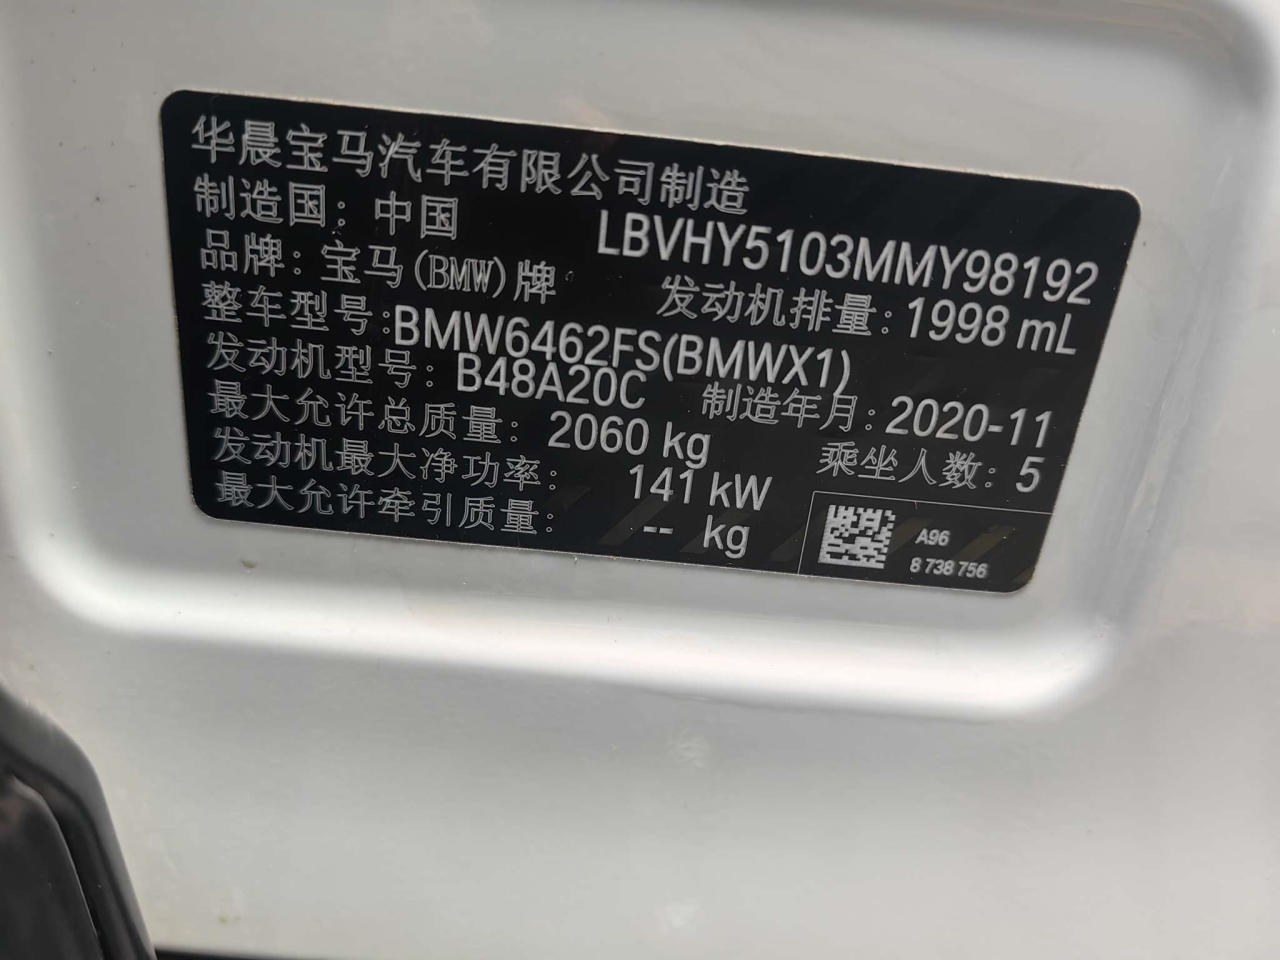 华晨宝马汽车有限公司制造
制造国：中国 LBVHY5103MMY98192
品牌：宝马(BMW)牌 发动机排量：1998 mL
整车型号：BMW6462FS(BMWX1)
发动机型号：B48A20C 制造年月：2020-11
最大允许总质量：2060 kg 乘坐人数：5
发动机最大净功率：141 kW
最大允许牵引质量：-- kg
A96
8 738 756